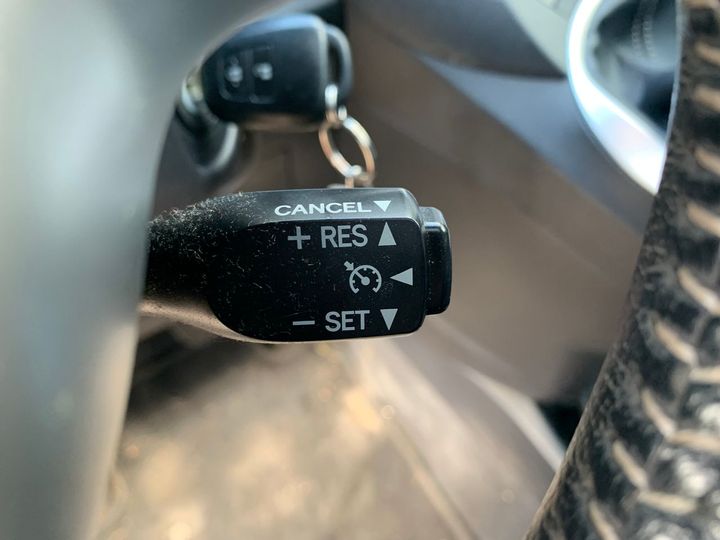 CANCEL▼
+ RES ▲
◀
− SET ▼